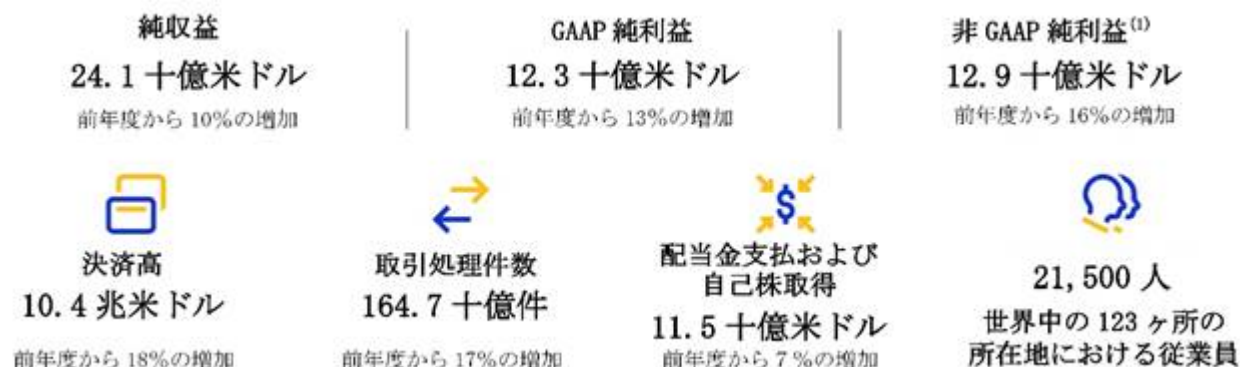 純収益
24.1 十億米ドル
前年度から 10%の増加
GAAP 純利益
12.3 十億米ドル
前年度から 13%の増加
非 GAAP 純利益(1)
12.9 十億米ドル
前年度から 16%の増加
決済高
10.4 兆米ドル
前年度から 18%の増加
取引処理件数
164.7 十億件
前年度から 17%の増加
$
配当金支払および
自己株取得
11.5 十億米ドル
前年度から 7 %の増加
21,500 人
世界中の 123 ヶ所の
所在地における従業員